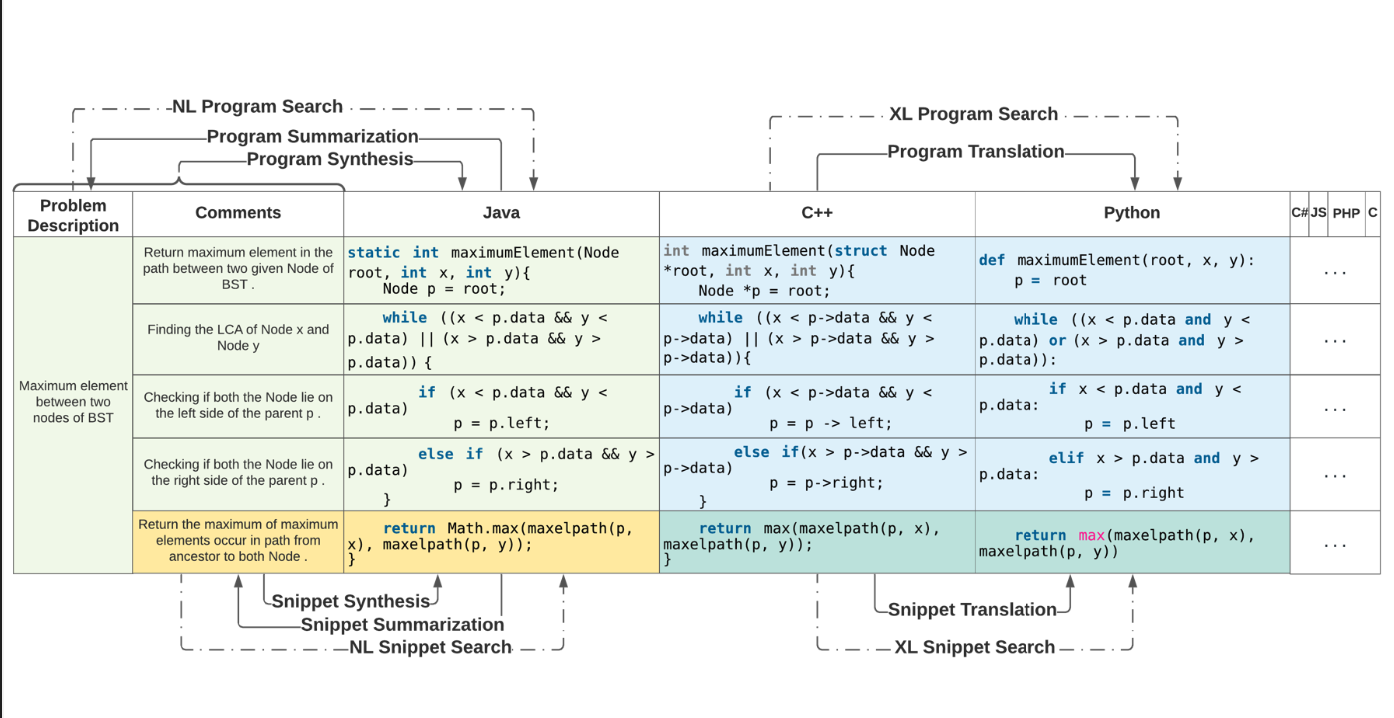 NL Program Search
XL Program Search
Program Summarization
Program Translation
Program Synthesis
Problem
Description
Comments
Java
C++
Python
C#
JS
PHP
C
Maximum element
between two
nodes of BST
Return maximum element in the
path between two given Node of
BST .
static int maximumElement(Node
root, int x, int y){
Node p = root;
int maximumElement(struct Node
*root, int x, int y){
Node *p = root;
def maximumElement(root, x, y):
p = root
...
Finding the LCA of Node x and
Node y
while ((x < p.data && y <
p.data) || (x > p.data && y >
p.data)) {
while ((x < p->data && y <
p->data) || (x > p->data && y >
p->data)){
while ((x < p.data and y <
p.data) or (x > p.data and y >
p.data)):
...
Checking if both the Node lie on
the left side of the parent p .
if (x < p.data && y <
p.data)
p = p.left;
if (x < p->data && y <
p->data)
p = p -> left;
if x < p.data and y <
p.data:
p = p.left
...
Checking if both the Node lie on
the right side of the parent p .
else if (x > p.data && y >
p.data)
p = p.right;
}
else if(x > p->data && y >
p->data)
p = p->right;
}
elif x > p.data and y >
p.data:
p = p.right
...
Return the maximum of maximum
elements occur in path from
ancestor to both Node .
return Math.max(maxelpath(p,
x), maxelpath(p, y));
}
return max(maxelpath(p, x),
maxelpath(p, y));
}
return max(maxelpath(p, x),
maxelpath(p, y))
...
Snippet Synthesis
Snippet Summarization
NL Snippet Search
Snippet Translation
XL Snippet Search